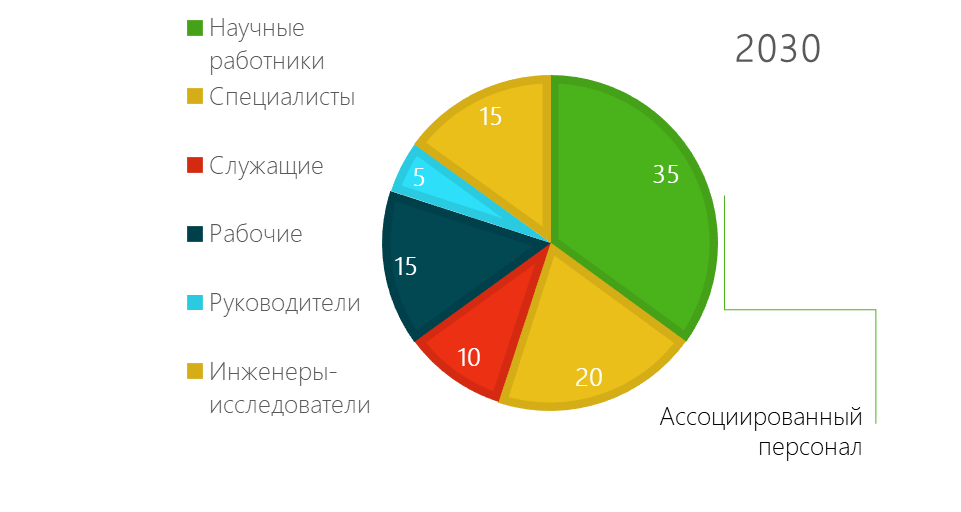 Научные
работники
Специалисты
Служащие
Рабочие
Руководители
Инженеры-
исследователи
2030
15
35
5
15
10
20
Ассоциированный
персонал